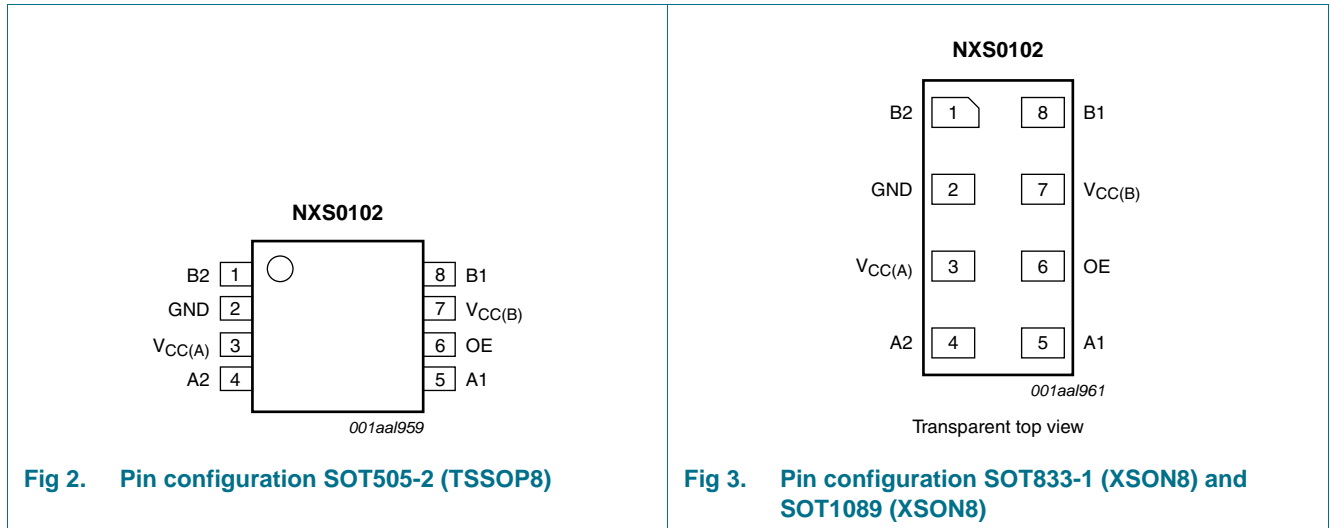 NXS0102
B2 1 8 B1
GND 2 7 VCC(B)
VCC(A) 3 6 OE
A2 4 5 A1
001aal959
Fig 2. Pin configuration SOT505-2 (TSSOP8)
NXS0102
B2 1 8 B1
GND 2 7 VCC(B)
VCC(A) 3 6 OE
A2 4 5 A1
001aal961
Transparent top view
Fig 3. Pin configuration SOT833-1 (XSON8) and
SOT1089 (XSON8)